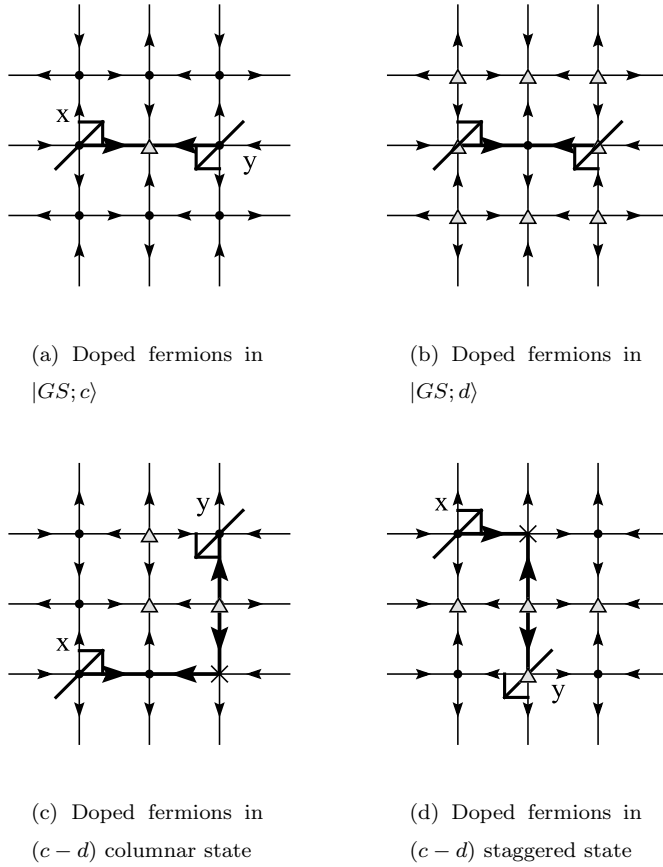 x
y
(a) Doped fermions in
|GS; c⟩
x
y
(b) Doped fermions in
|GS; d⟩
y
x
(c) Doped fermions in
(c − d) columnar state
x
y
(d) Doped fermions in
(c − d) staggered state